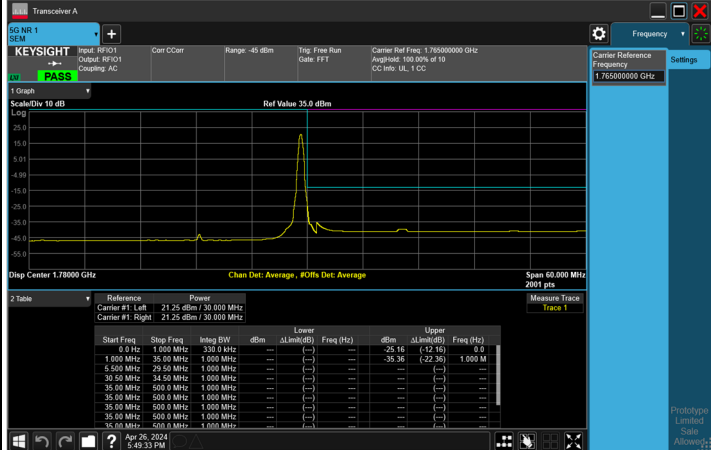 Transceiver A
5G NR 1
SEM
Frequency
KEYSIGHT
Input: RFIO1
Output: RFIO1
Coupling: AC
Corr CCorr
Range: -45 dBm
Trig: Free Run
Gate: FFT
Carrier Ref Freq: 1.765000000 GHz
Avg|Hold: 100.00% of 10
CC Info: UL, 1 CC
PASS
Carrier Reference
Frequency
1.765000000 GHz
Settings
1 Graph
Scale/Div 10 dB
Ref Value 35.0 dBm
Log
25.0
15.0
5.01
-4.99
-15.0
-25.0
-35.0
-45.0
-55.0
Disp Center 1.78000 GHz
Chan Det: Average , #Offs Det: Average
Span 60.000 MHz
2001 pts
2 Table
Reference Power
Carrier #1: Left 21.25 dBm / 30.000 MHz
Carrier #1: Right 21.25 dBm / 30.000 MHz
Measure Trace
Trace 1
Lower Upper
Start Freq Stop Freq Integ BW dBm ΔLimit(dB) Freq (Hz) dBm ΔLimit(dB) Freq (Hz)
0.0 Hz 1.000 MHz 330.0 kHz --- (---) --- -25.16 (-12.16) 0.0
1.000 MHz 35.00 MHz 1.000 MHz --- (---) --- -35.36 (-22.36) 1.000 M
5.500 MHz 29.50 MHz 1.000 MHz --- (---) --- --- (---) ---
30.50 MHz 34.50 MHz 1.000 MHz --- (---) --- --- (---) ---
35.00 MHz 500.0 MHz 1.000 MHz --- (---) --- --- (---) ---
35.00 MHz 500.0 MHz 1.000 MHz --- (---) --- --- (---) ---
35.00 MHz 500.0 MHz 1.000 MHz --- (---) --- --- (---) ---
35.00 MHz 500.0 MHz 1.000 MHz --- (---) --- --- (---) ---
35.00 MHz 500.0 MHz 1.000 MHz --- (---) --- --- (---) ---
Apr 26, 2024
5:49:33 PM
Prototype
Limited
Sale
Allowed